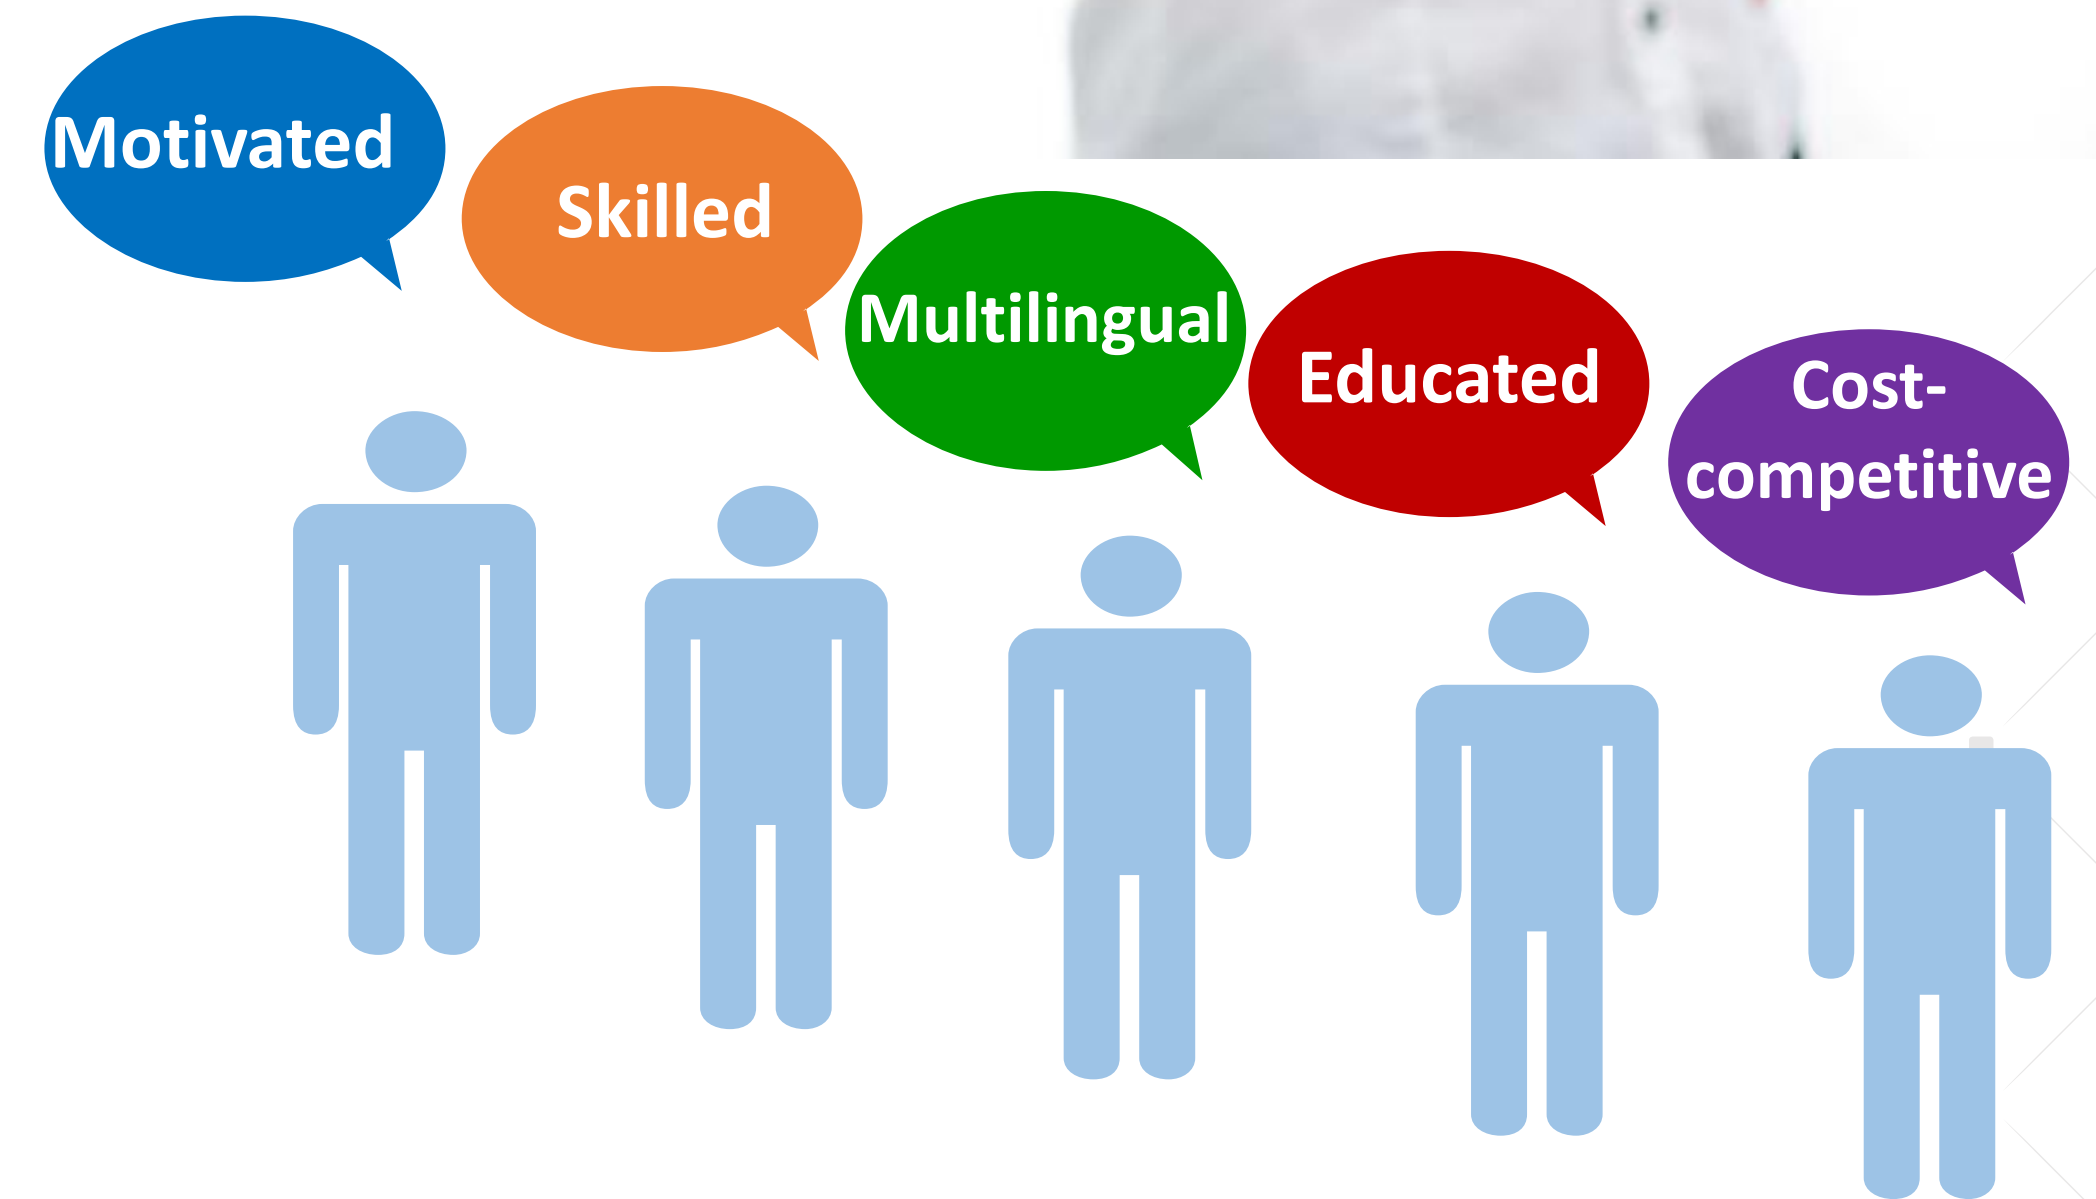 Motivated
Skilled
Multilingual
Educated
Cost-
competitive